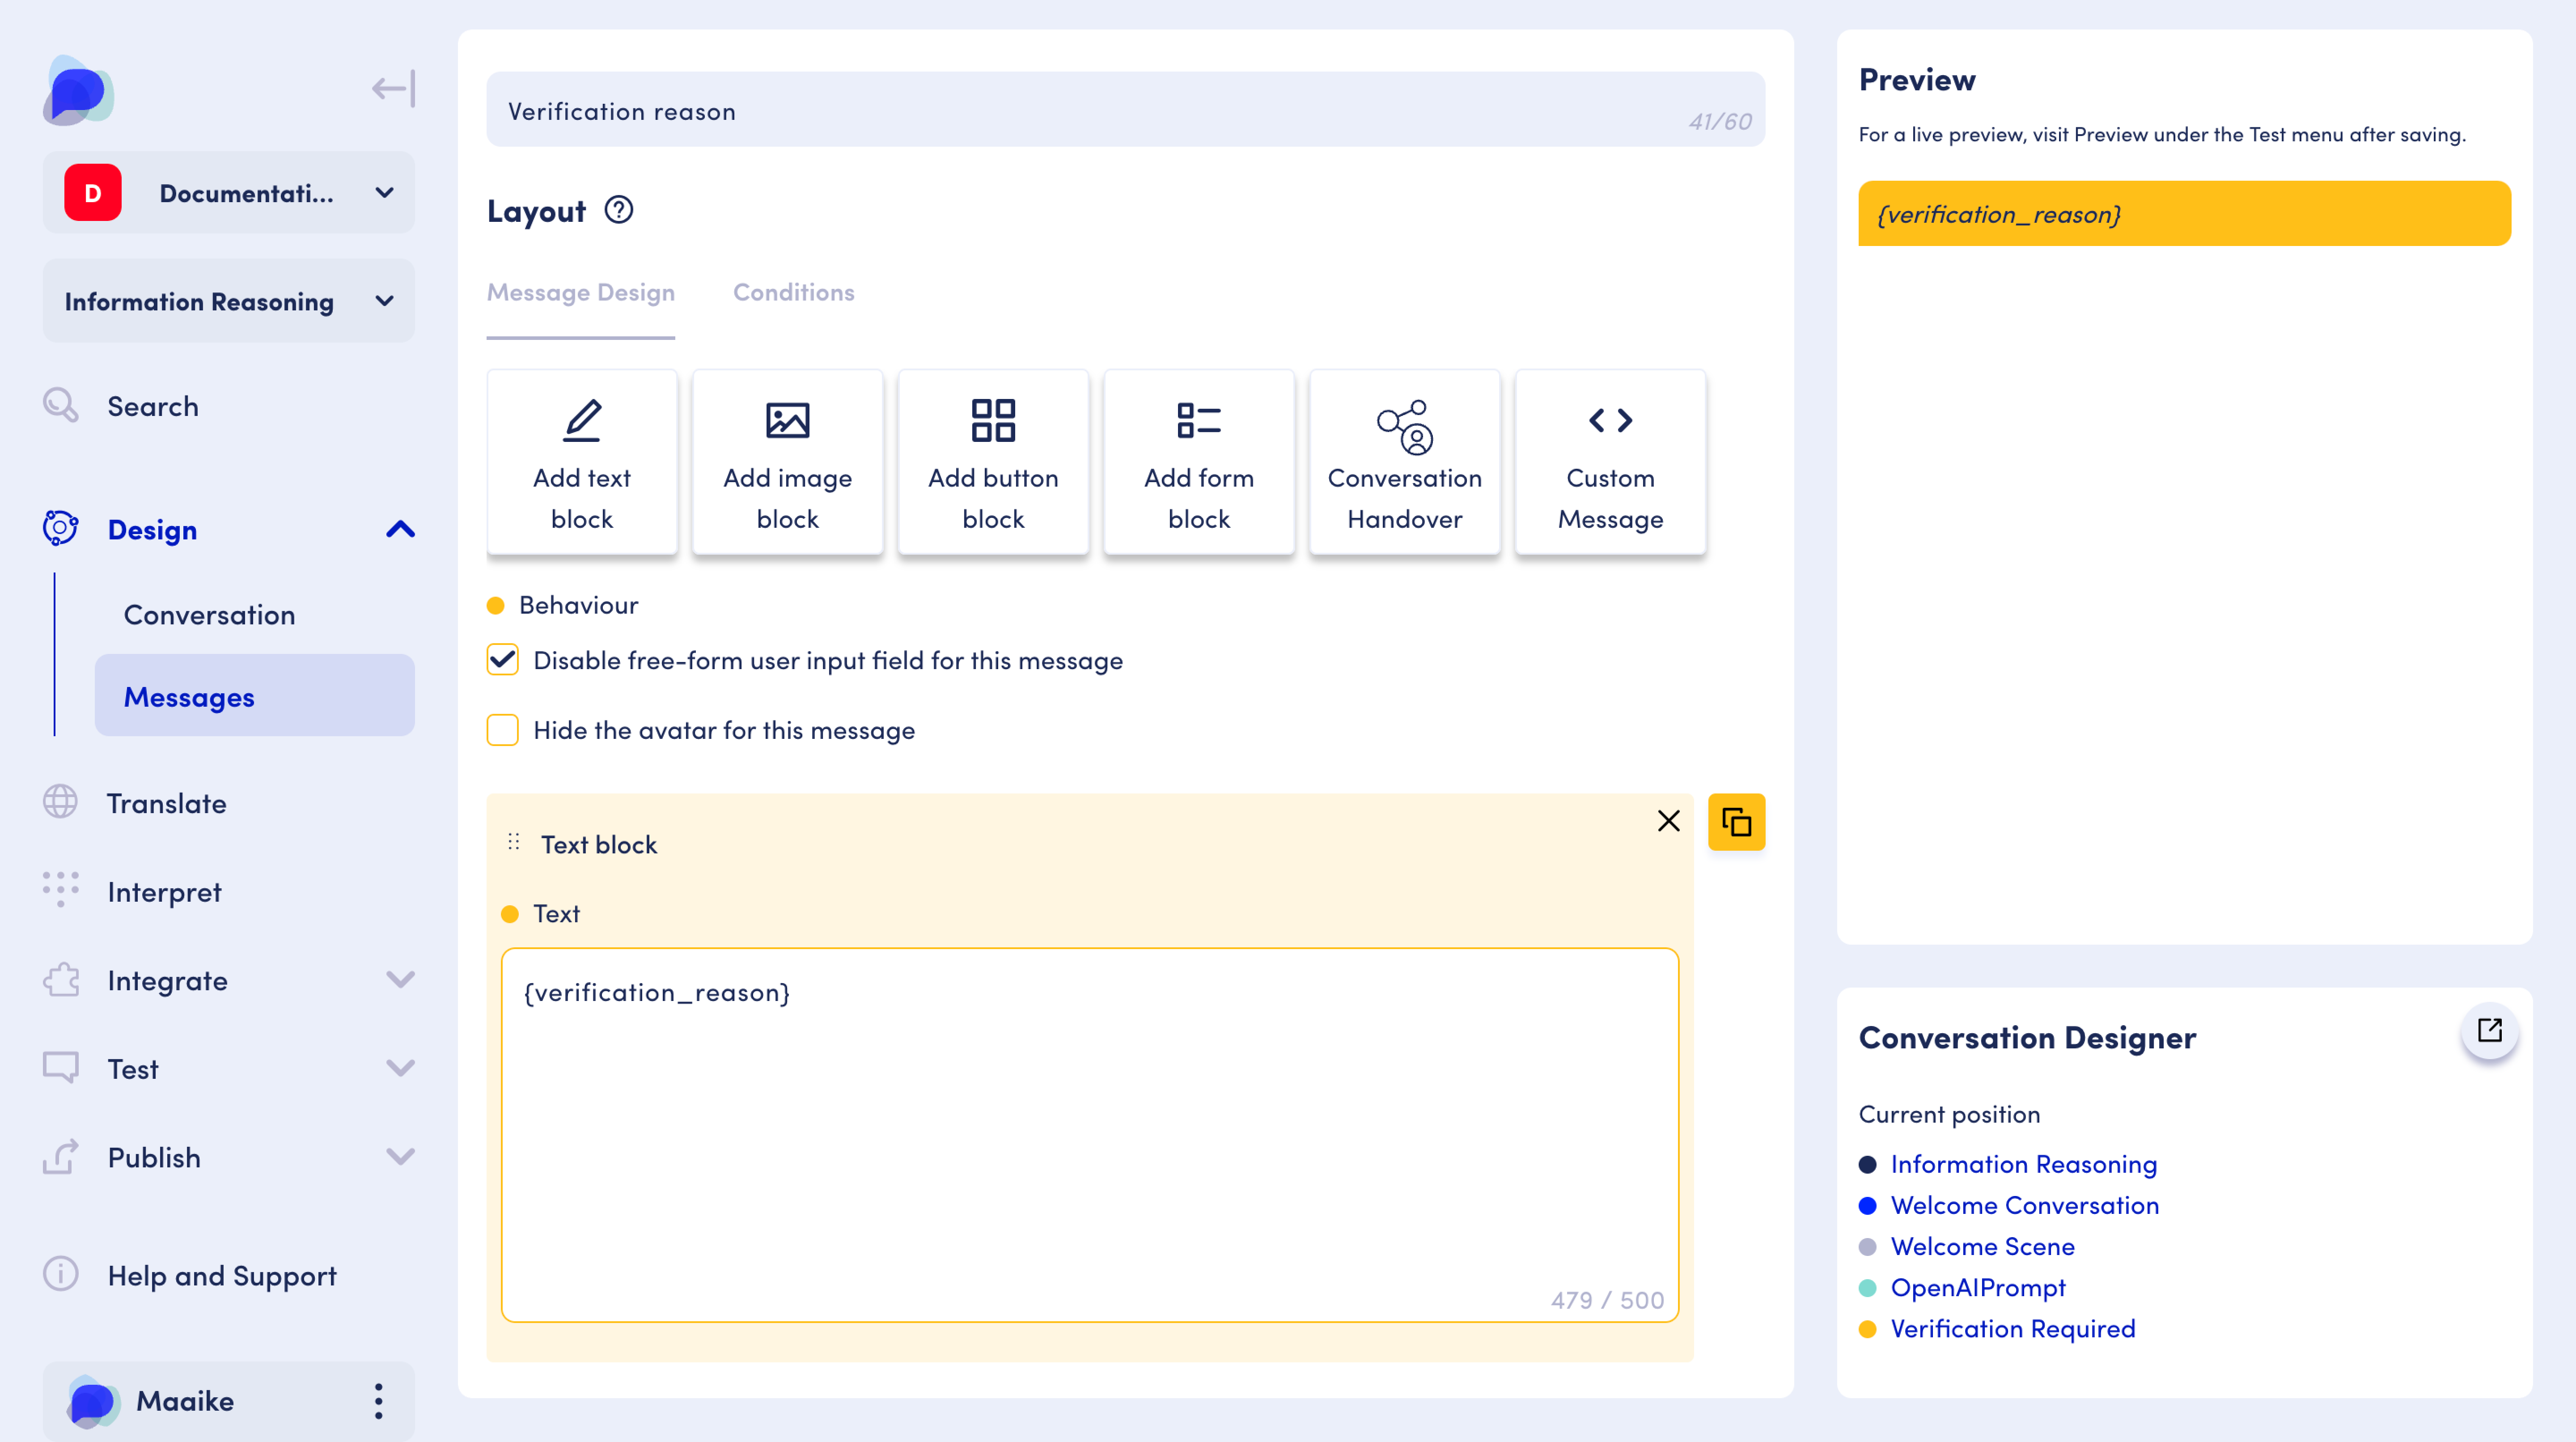 D
Documentati...
Information Reasoning
Search
Design
Conversation
Messages
Translate
Interpret
Integrate
Test
Publish
Help and Support
Maaike
Verification reason
41/60
Layout
Message Design
Conditions
Add text
block
Add image
block
Add button
block
Add form
block
Conversation
Handover
Custom
Message
Behaviour
Disable free-form user input field for this message
Hide the avatar for this message
Text block
Text
{verification_reason}
479 / 500
Preview
For a live preview, visit Preview under the Test menu after saving.
{verification_reason}
Conversation Designer
Current position
Information Reasoning
Welcome Conversation
Welcome Scene
OpenAIPrompt
Verification Required